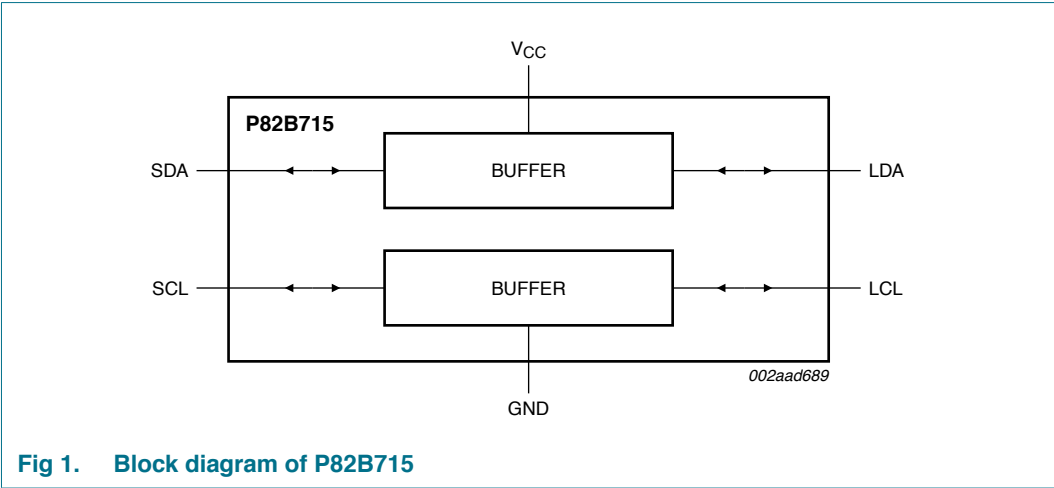 VCC
P82B715
SDA
BUFFER
LDA
SCL
BUFFER
LCL
002aad689
GND
Fig 1. Block diagram of P82B715